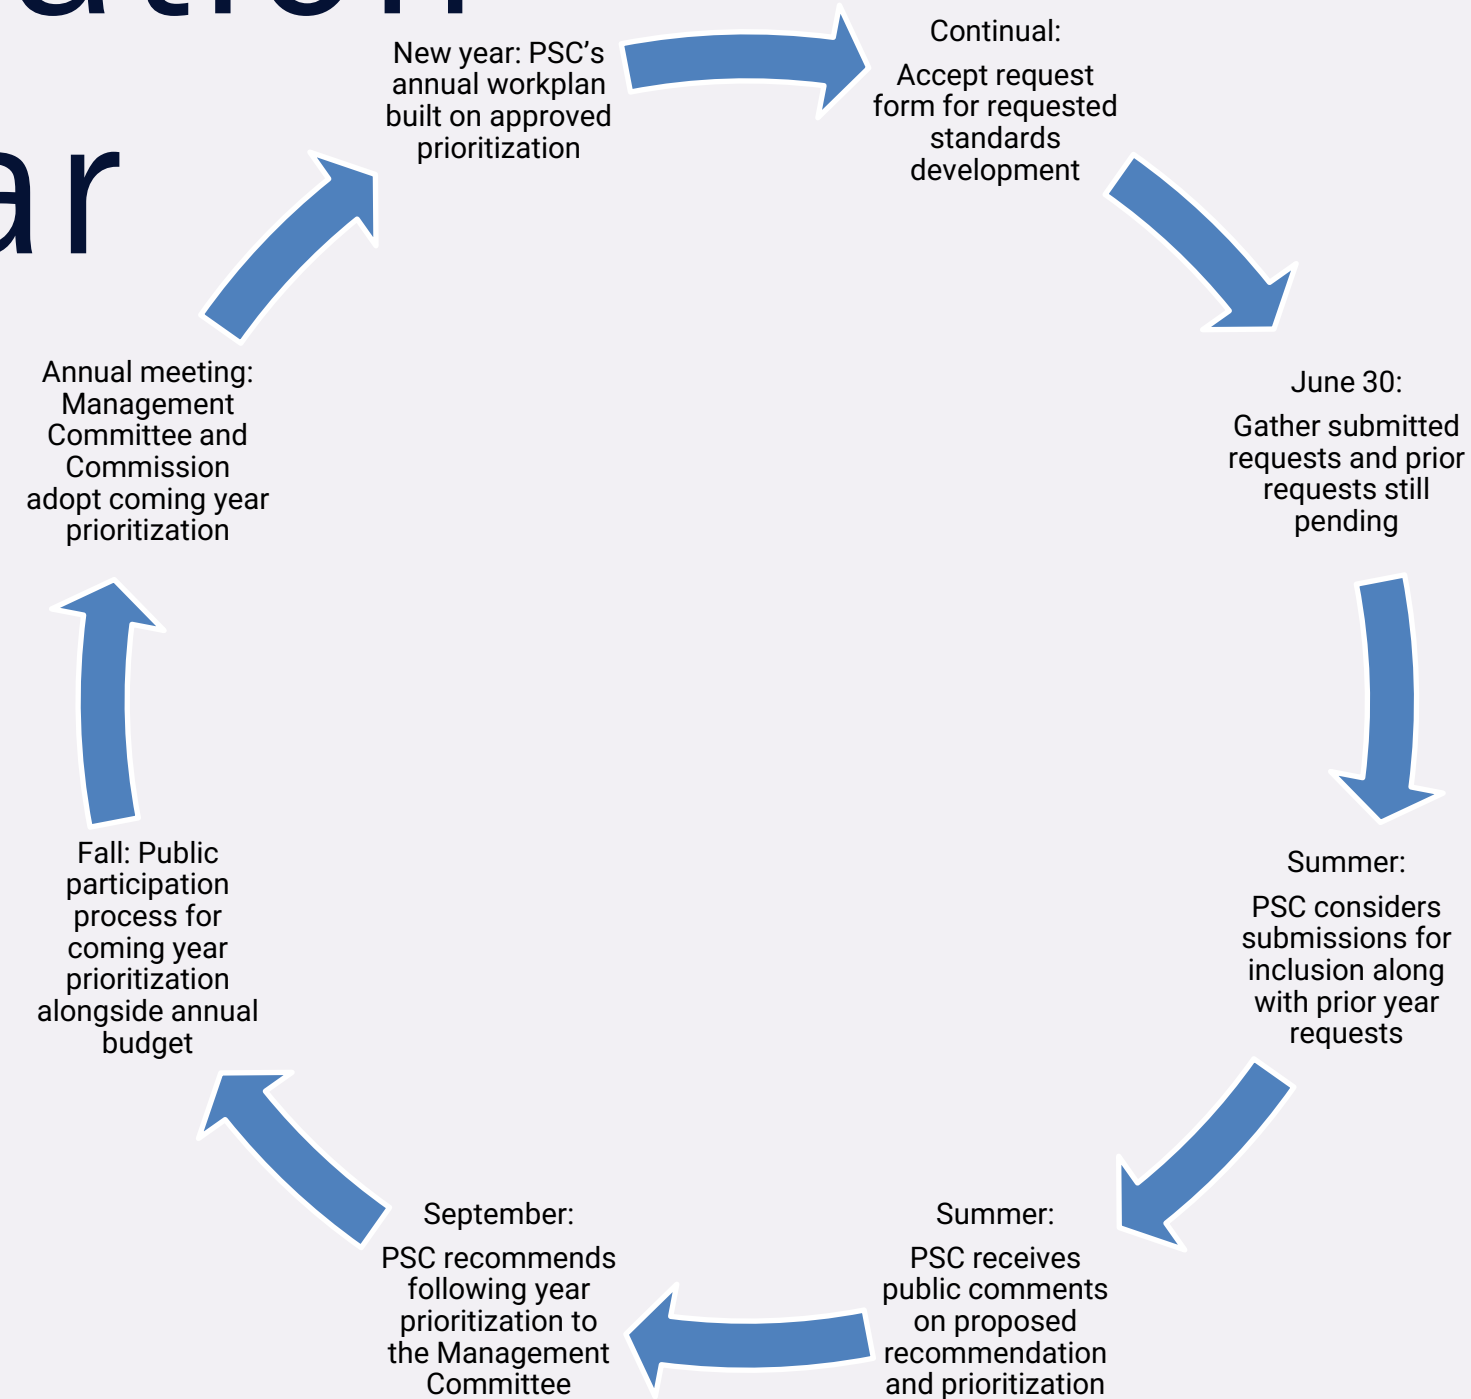 New year: PSC’s
annual workplan
built on approved
prioritization
Continual:
Accept request
form for requested
standards
development
June 30:
Gather submitted
requests and prior
requests still
pending
Summer:
PSC considers
submissions for
inclusion along
with prior year
requests
Summer:
PSC receives
public comments
on proposed
recommendation
and prioritization
September:
PSC recommends
following year
prioritization to
the Management
Committee
Fall: Public
participation
process for
coming year
prioritization
alongside annual
budget
Annual meeting:
Management
Committee and
Commission
adopt coming year
prioritization